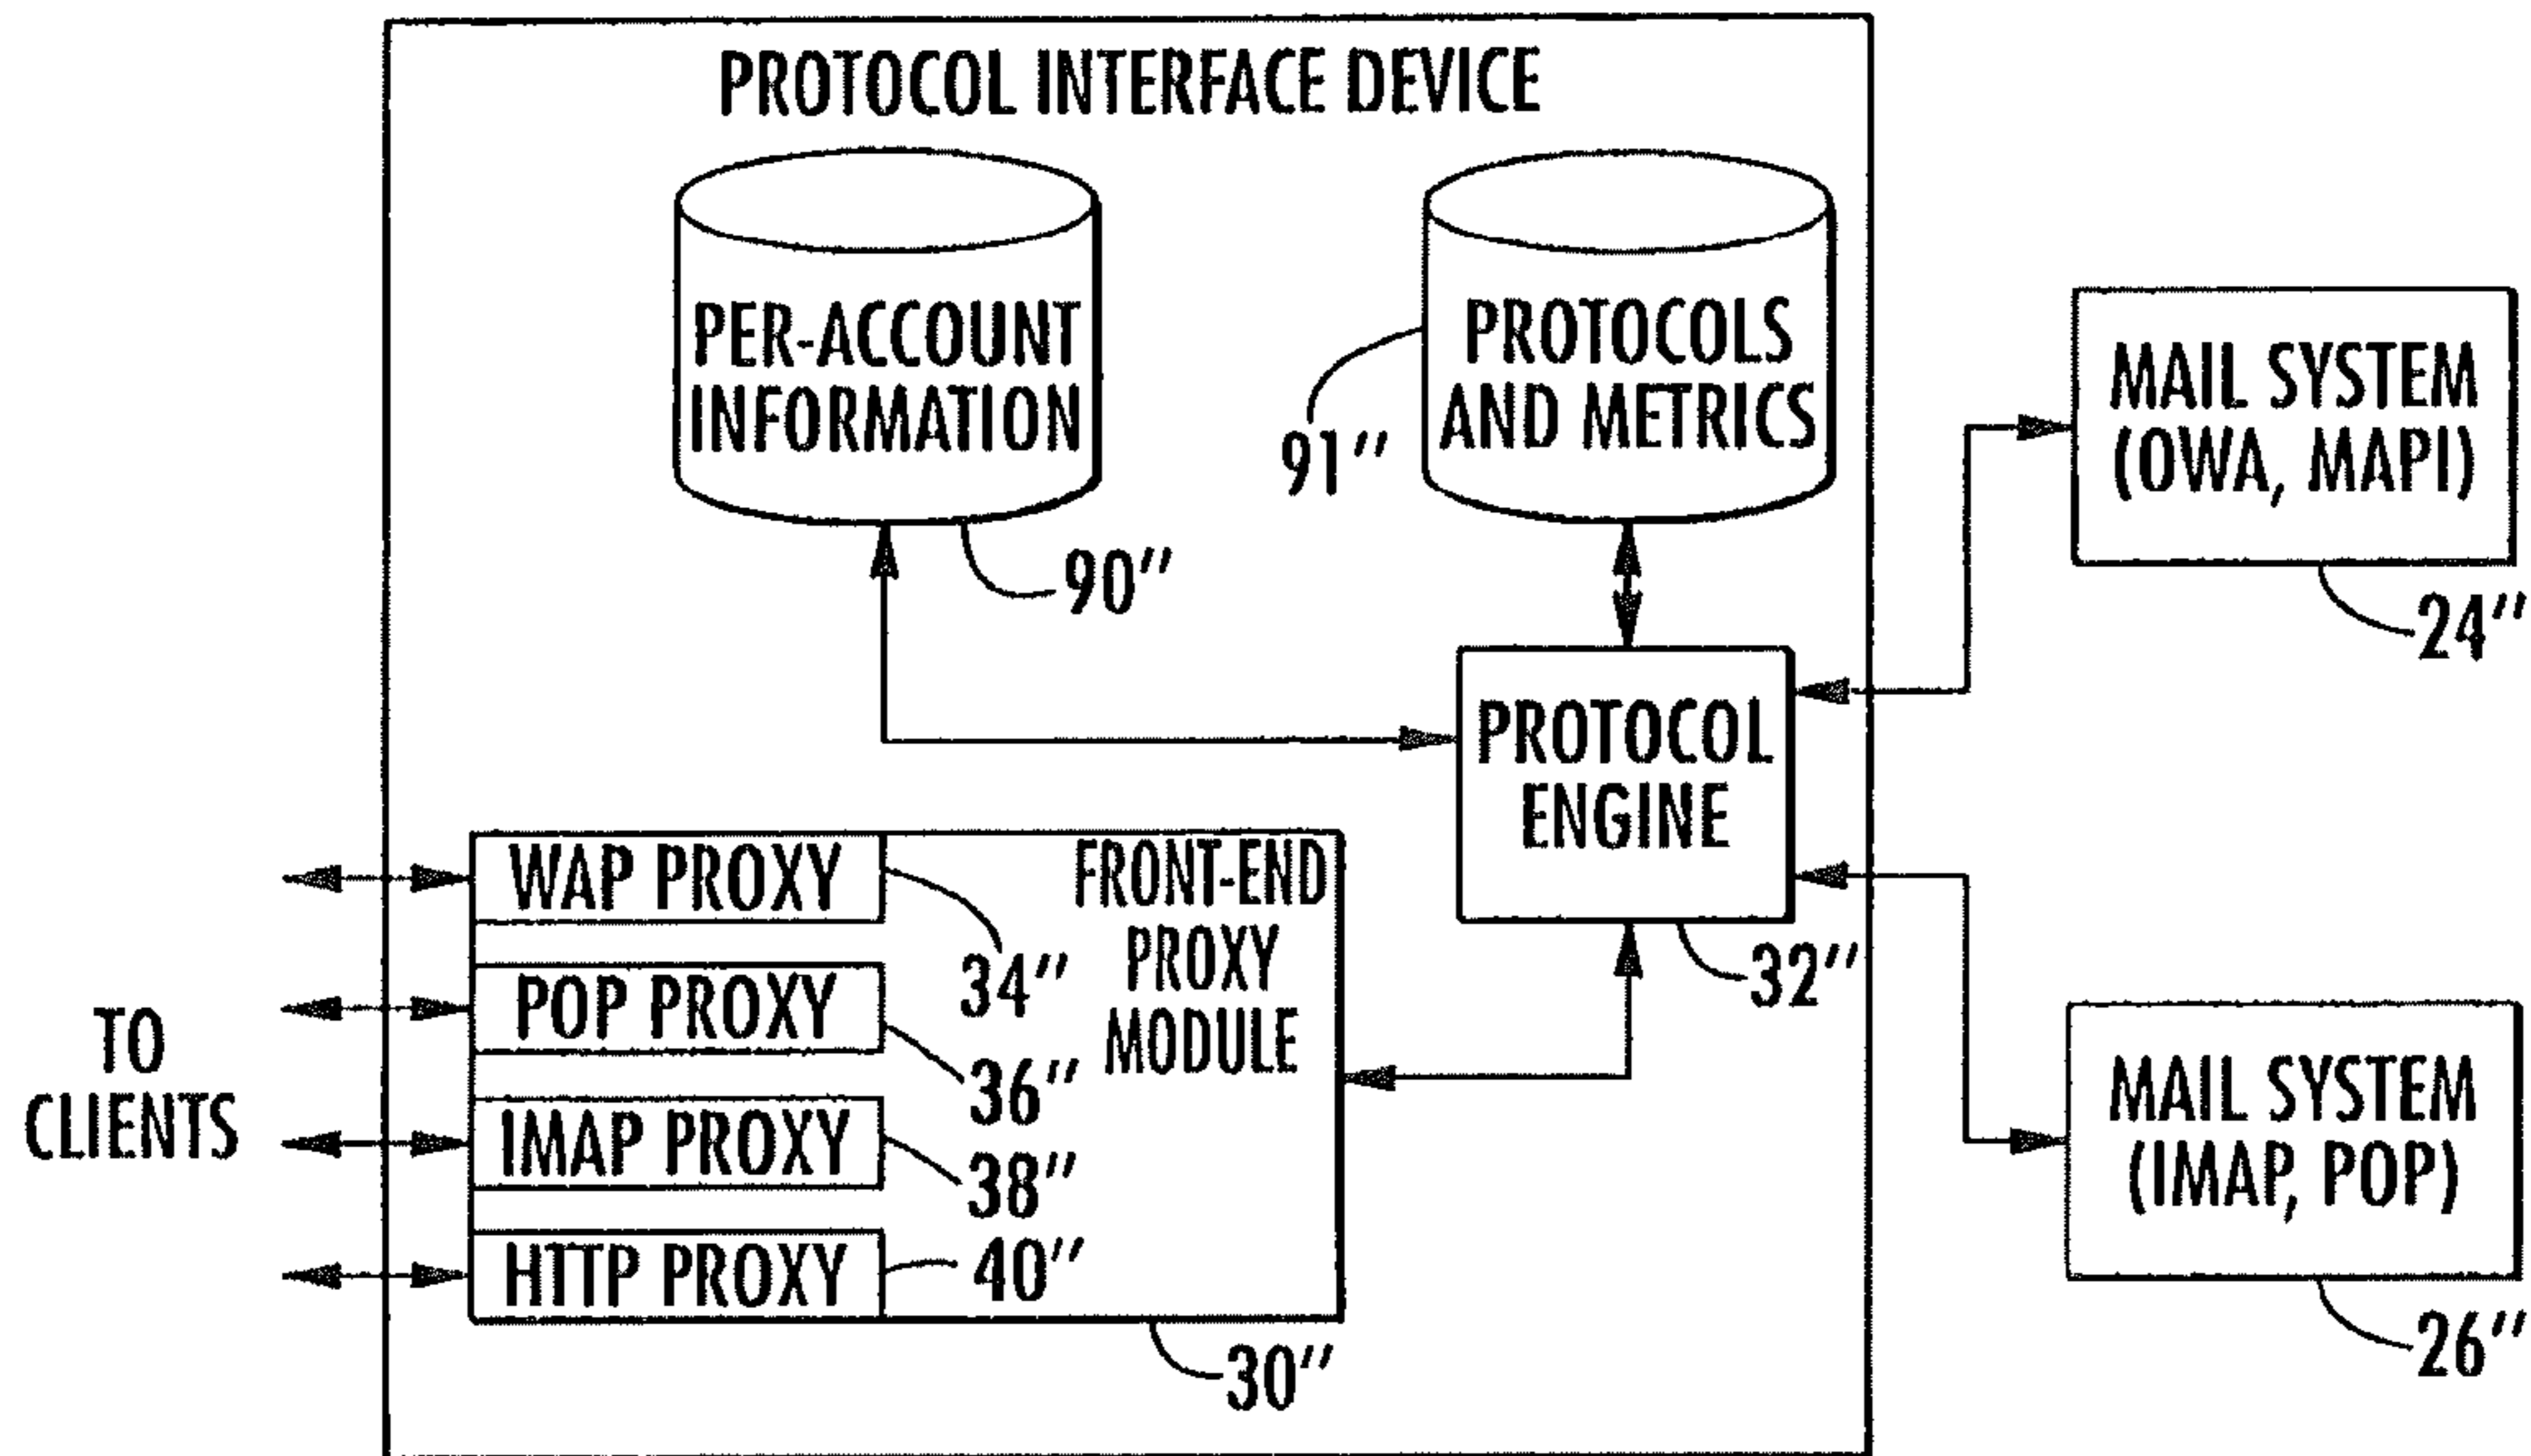 PROTOCOL INTERFACE DEVICE
PER-ACCOUNT
INFORMATION
90″
PROTOCOLS
AND METRICS
91″
MAIL SYSTEM
(OWA, MAPI)
24″
PROTOCOL
ENGINE
32″
WAP PROXY
34″
POP PROXY
36″
IMAP PROXY
38″
HTTP PROXY
40″
FRONT-END
PROXY
MODULE
30″
TO
CLIENTS
MAIL SYSTEM
(IMAP, POP)
26″